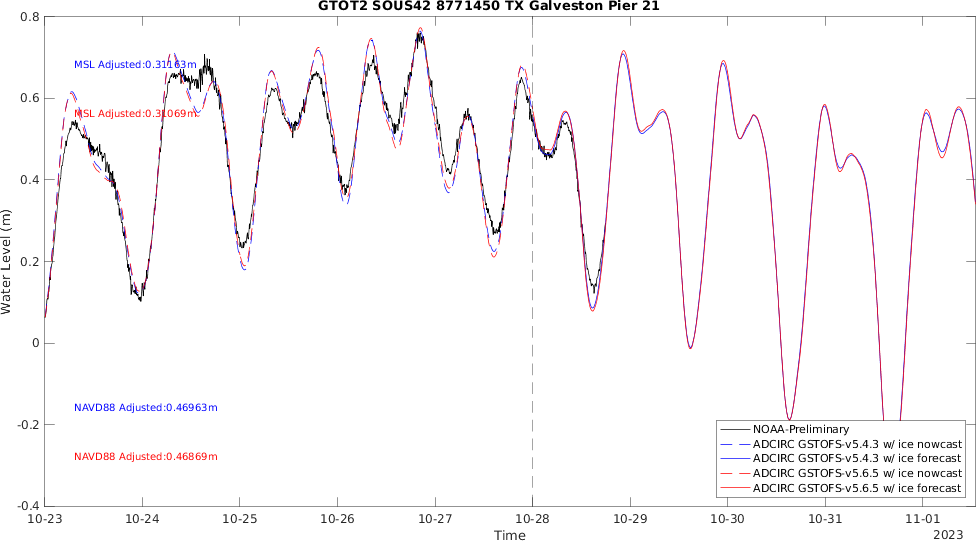 GTOT2 SOUS42 8771450 TX Galveston Pier 21
0.8
MSL Adjusted:0.31163m
0.6
MSL Adjusted:0.31069m
0.4
0.2
Water Level (m)
0
-0.2
NAVD88 Adjusted:0.46963m
NAVD88 Adjusted:0.46869m
-0.4
NOAA-Preliminary
ADCIRC GSTOFS-v5.4.3 w/ ice nowcast
ADCIRC GSTOFS-v5.4.3 w/ ice forecast
ADCIRC GSTOFS-v5.6.5 w/ ice nowcast
ADCIRC GSTOFS-v5.6.5 w/ ice forecast
10-23 10-24 10-25 10-26 10-27 10-28 10-29 10-30 10-31 11-01
Time
2023